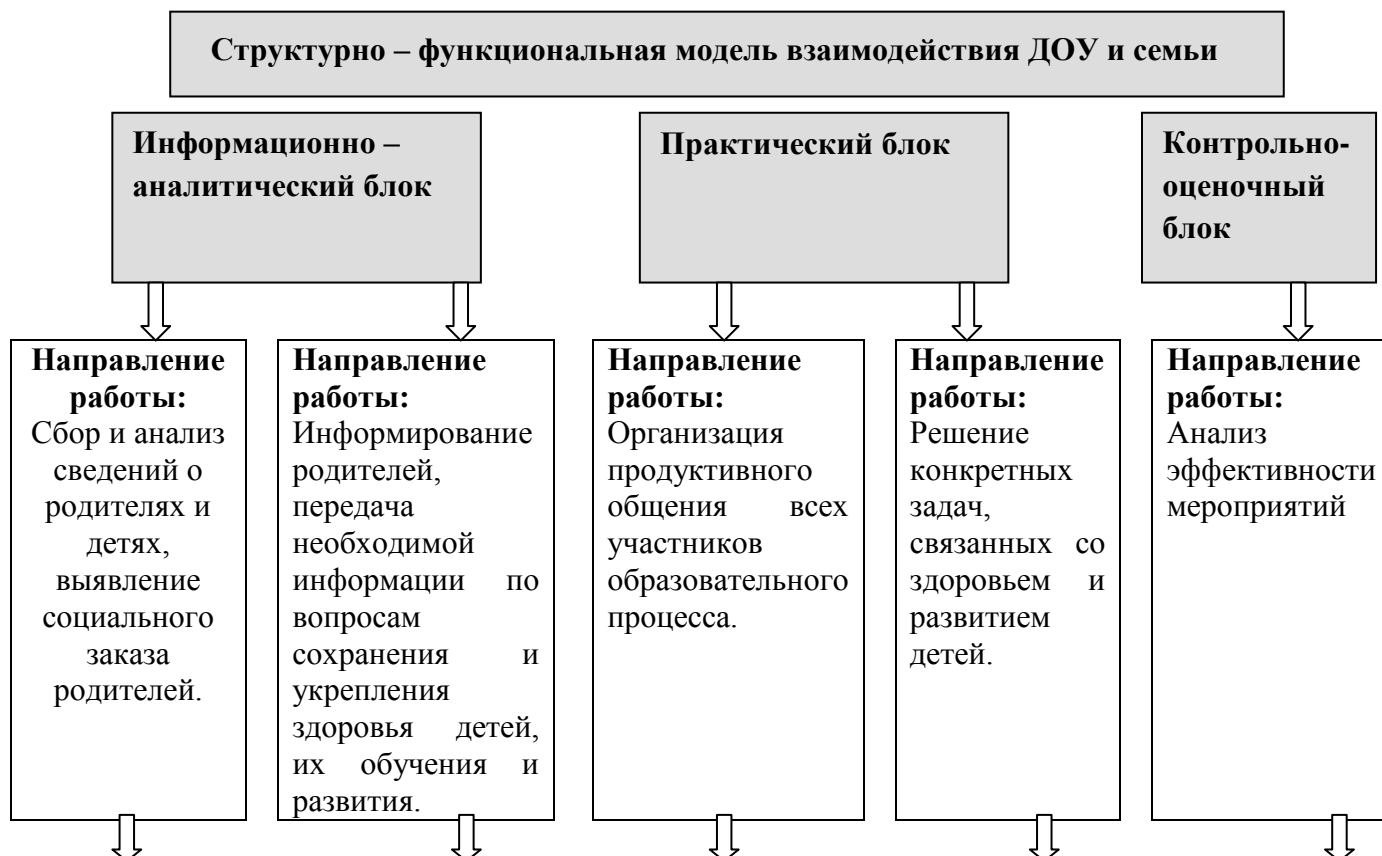 Структурно – функциональная модель взаимодействия ДОУ и семьи
Информационно –
аналитический блок
Практический блок
Контрольно-
оценочный
блок
Направление
работы:
Сбор и анализ
сведений о
родителях и
детях,
выявление
социального
заказа
родителей.
Направление
работы:
Информирование
родителей,
передача
необходимой
информации по
вопросам
сохранения и
укрепления
здоровья детей,
их обучения и
развития.
Направление
работы:
Организация
продуктивного
общения всех
участников
образовательного
процесса.
Направление
работы:
Решение
конкретных
задач,
связанных со
здоровьем и
развитием
детей.
Направление
работы:
Анализ
эффективности
мероприятий